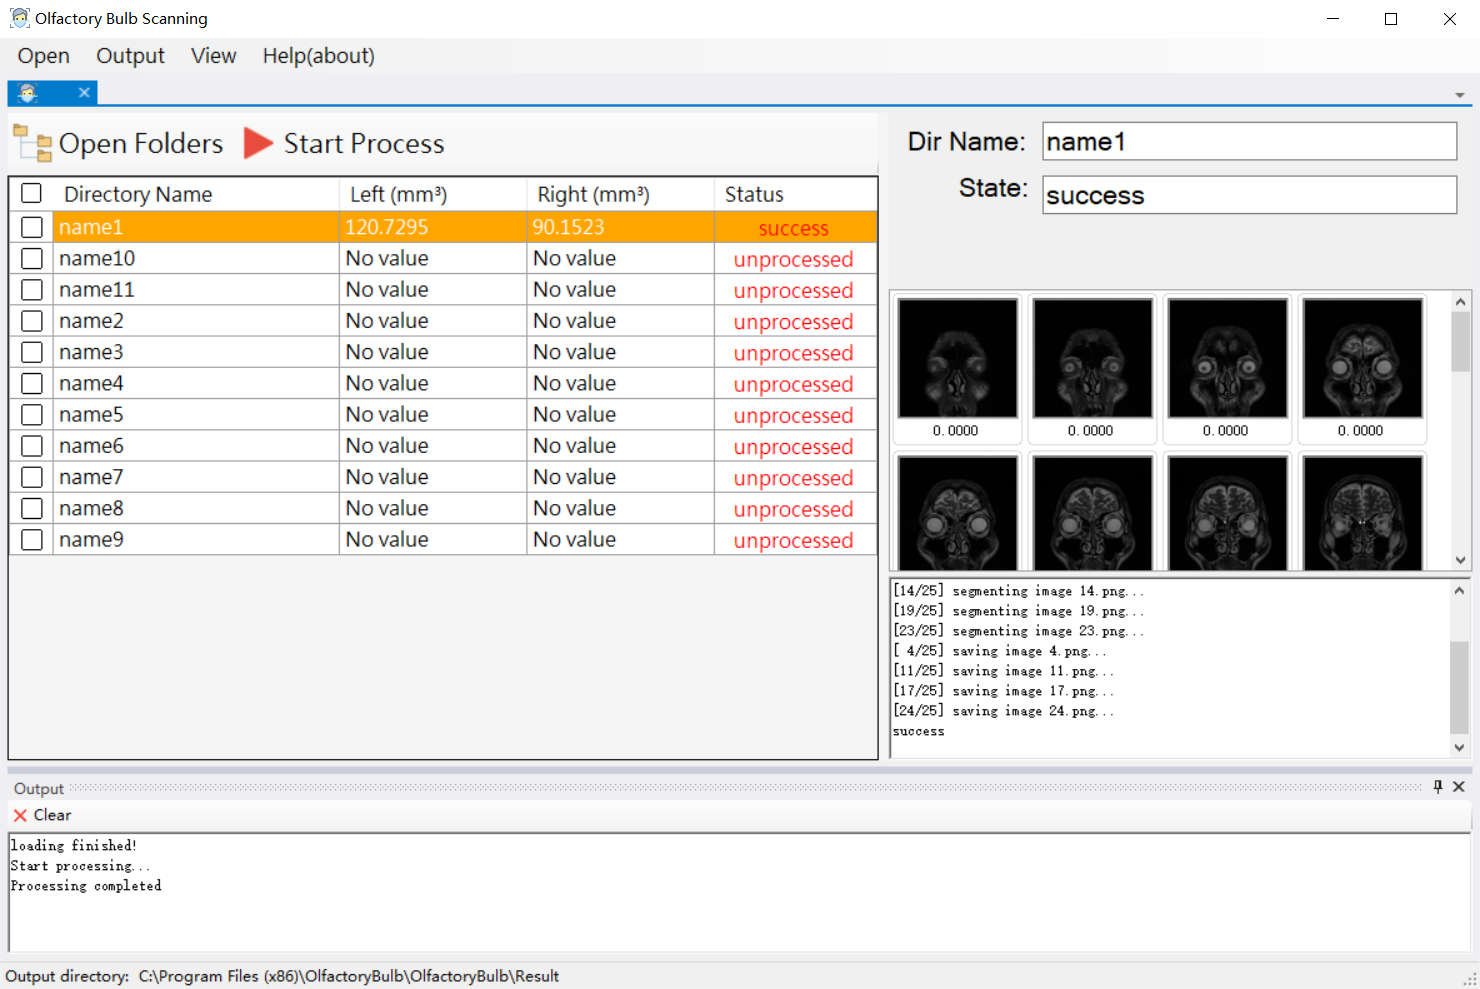 Olfactory Bulb Scanning
Open Output View Help(about)
Open Folders Start Process
Directory Name Left (mm³) Right (mm³) Status
name1 120.7295 90.1523 success
name10 No value No value unprocessed
name11 No value No value unprocessed
name2 No value No value unprocessed
name3 No value No value unprocessed
name4 No value No value unprocessed
name5 No value No value unprocessed
name6 No value No value unprocessed
name7 No value No value unprocessed
name8 No value No value unprocessed
name9 No value No value unprocessed
Dir Name: name1
State: success
0.0000 0.0000 0.0000 0.0000
[14/25] segmenting image 14.png...
[19/25] segmenting image 19.png...
[23/25] segmenting image 23.png...
[ 4/25] saving image 4.png...
[11/25] saving image 11.png...
[17/25] saving image 17.png...
[24/25] saving image 24.png...
success
Output
Clear
loading finished!
Start processing...
Processing completed
Output directory: C:\Program Files (x86)\OlfactoryBulb\OlfactoryBulb\Result